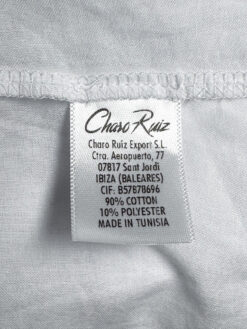 Charo Ruiz
Charo Ruiz Export S.L.
Ctra. Aeropuerto, 77
07817 Sant Jordi
IBIZA (BALEARES)
CIF: B57878696
90% COTTON
10% POLYESTER
MADE IN TUNISIA